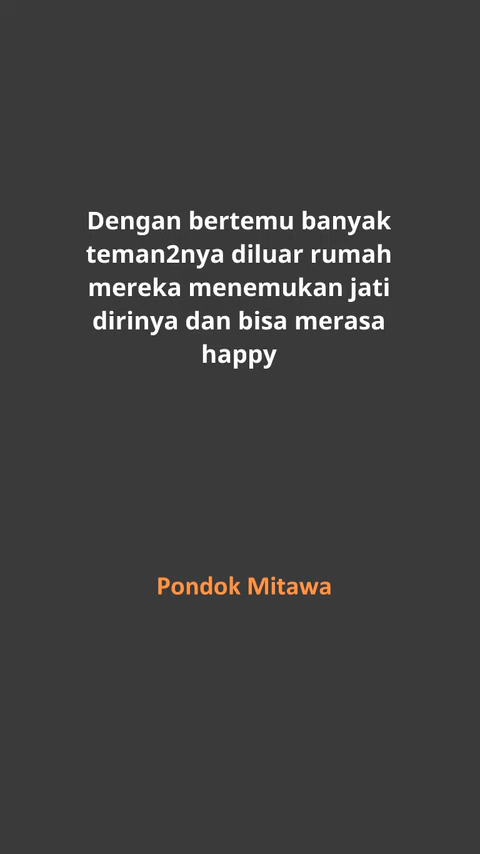 Dengan bertemu banyak
teman2nya diluar rumah
mereka menemukan jati
dirinya dan bisa merasa
happy
Pondok Mitawa